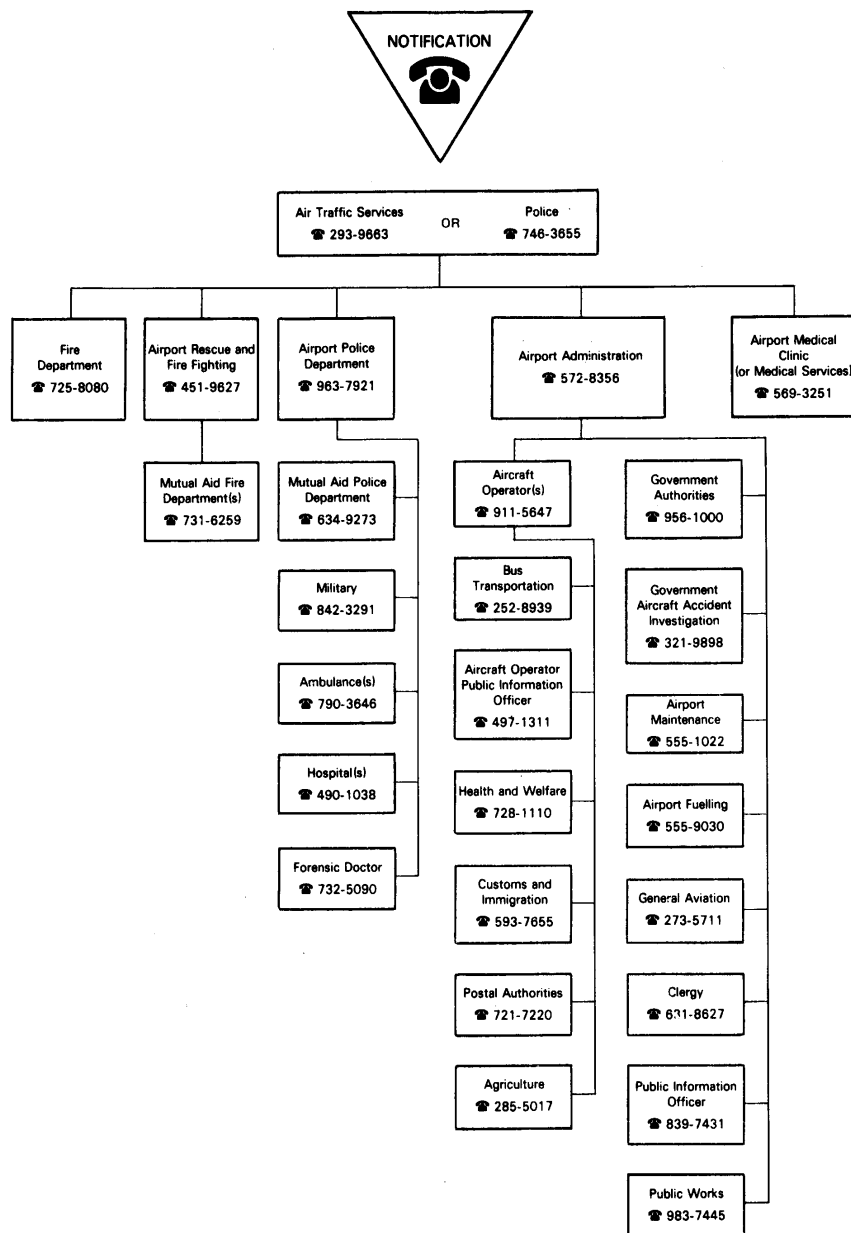 NOTIFICATION
Air Traffic Services
☎ 293-9663
OR
Police
☎ 746-3655
Fire
Department
☎ 725-8080
Airport Rescue and
Fire Fighting
☎ 451-9627
Airport Police
Department
☎ 963-7921
Airport Administration
☎ 572-8356
Airport Medical
Clinic
(or Medical Services)
☎ 569-3251
Mutual Aid Fire
Department(s)
☎ 731-6259
Mutual Aid Police
Department
☎ 634-9273
Military
☎ 842-3291
Ambulance(s)
☎ 790-3646
Hospital(s)
☎ 490-1038
Forensic Doctor
☎ 732-5090
Aircraft
Operator(s)
☎ 911-5647
Bus
Transportation
☎ 252-8939
Aircraft Operator
Public Information
Officer
☎ 497-1311
Health and Welfare
☎ 728-1110
Customs and
Immigration
☎ 593-7655
Postal Authorities
☎ 721-7220
Agriculture
☎ 285-5017
Government
Authorities
☎ 956-1000
Government
Aircraft Accident
Investigation
☎ 321-9898
Airport
Maintenance
☎ 555-1022
Airport Fuelling
☎ 555-9030
General Aviation
☎ 273-5711
Clergy
☎
Public Information
Officer
☎ 839-7431
Public Works
☎ 983-7445